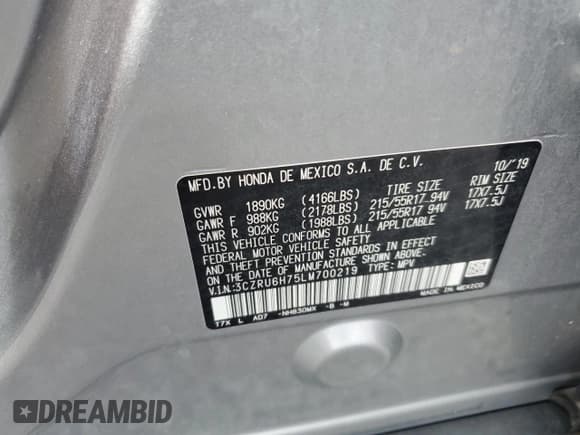 MFD.BY HONDA DE MEXICO S.A. DE C.V. 10/'19
TIRE SIZE RIM SIZE
GVWR 1890KG (4166LBS)
GAWR F 988KG (2178LBS) 215/55R17 94V 17X7.5J
GAWR R 902KG (1988LBS) 215/55R17 94V 17X7.5J
THIS VEHICLE CONFORMS TO ALL APPLICABLE
FEDERAL MOTOR VEHICLE SAFETY
STANDARDS IN EFFECT
ON THE DATE OF MANUFACTURE SHOWN ABOVE.
V.I.N.:3CZRU6H75LM700219 TYPE: MPV
T7X L AD7 -NH830MX -B -M MADE IN MEXICO
DREAMBID